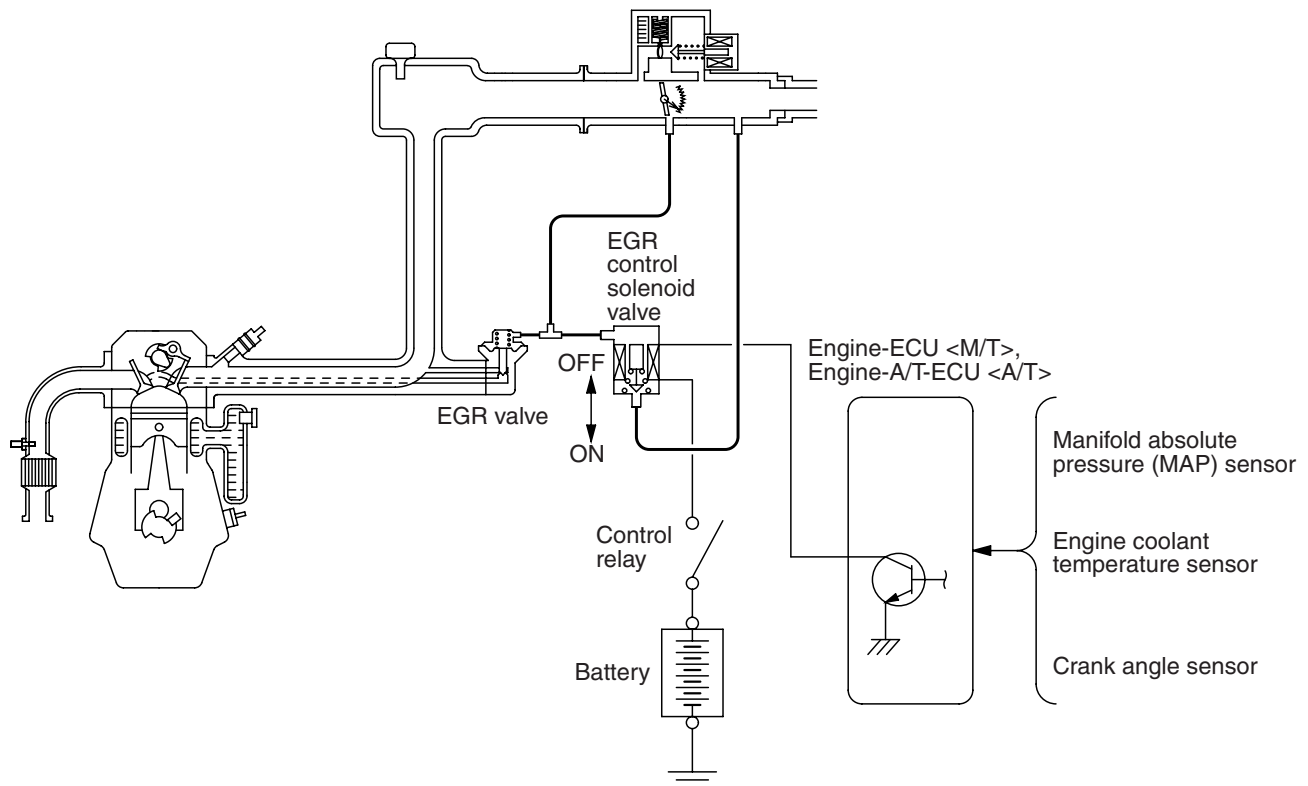 EGR
control
solenoid
valve
OFF
ON
EGR valve
Engine-ECU <M/T>,
Engine-A/T-ECU <A/T>
Manifold absolute
pressure (MAP) sensor
Engine coolant
temperature sensor
Crank angle sensor
Control
relay
Battery